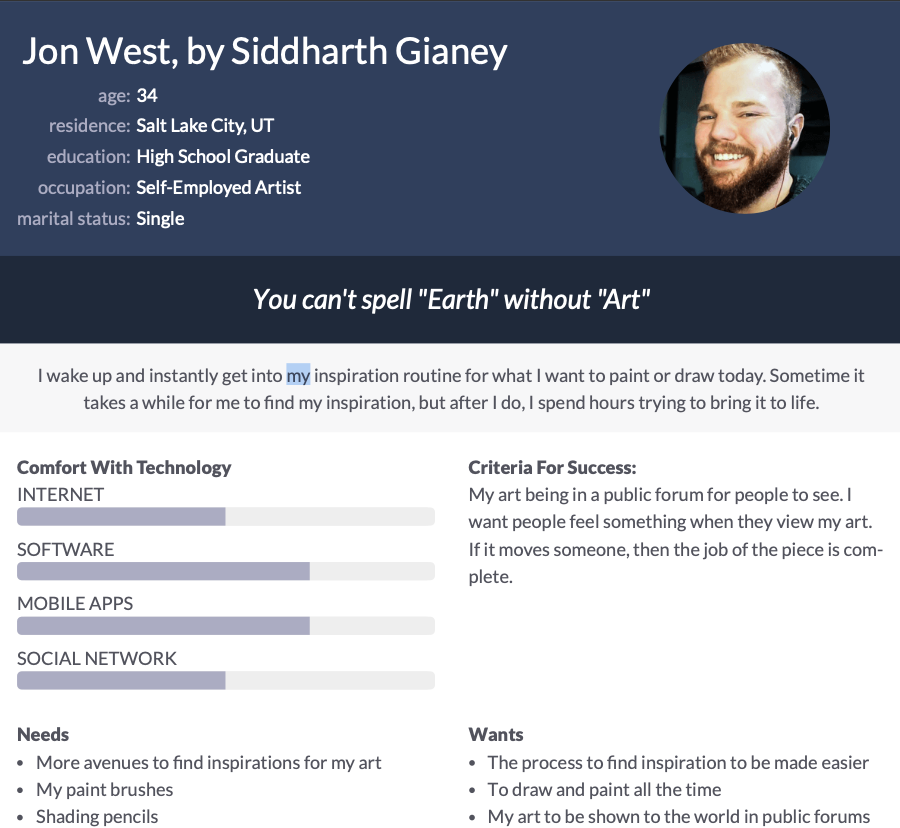 Jon West, by Siddharth Gianey
age: 34
residence: Salt Lake City, UT
education: High School Graduate
occupation: Self-Employed Artist
marital status: Single
You can't spell "Earth" without "Art"
I wake up and instantly get into my inspiration routine for what I want to paint or draw today. Sometime it
takes a while for me to find my inspiration, but after I do, I spend hours trying to bring it to life.
Comfort With Technology
INTERNET
SOFTWARE
MOBILE APPS
SOCIAL NETWORK
Criteria For Success:
My art being in a public forum for people to see. I
want people feel something when they view my art.
If it moves someone, then the job of the piece is com-
plete.
Needs
• More avenues to find inspirations for my art
• My paint brushes
• Shading pencils
Wants
• The process to find inspiration to be made easier
• To draw and paint all the time
• My art to be shown to the world in public forums